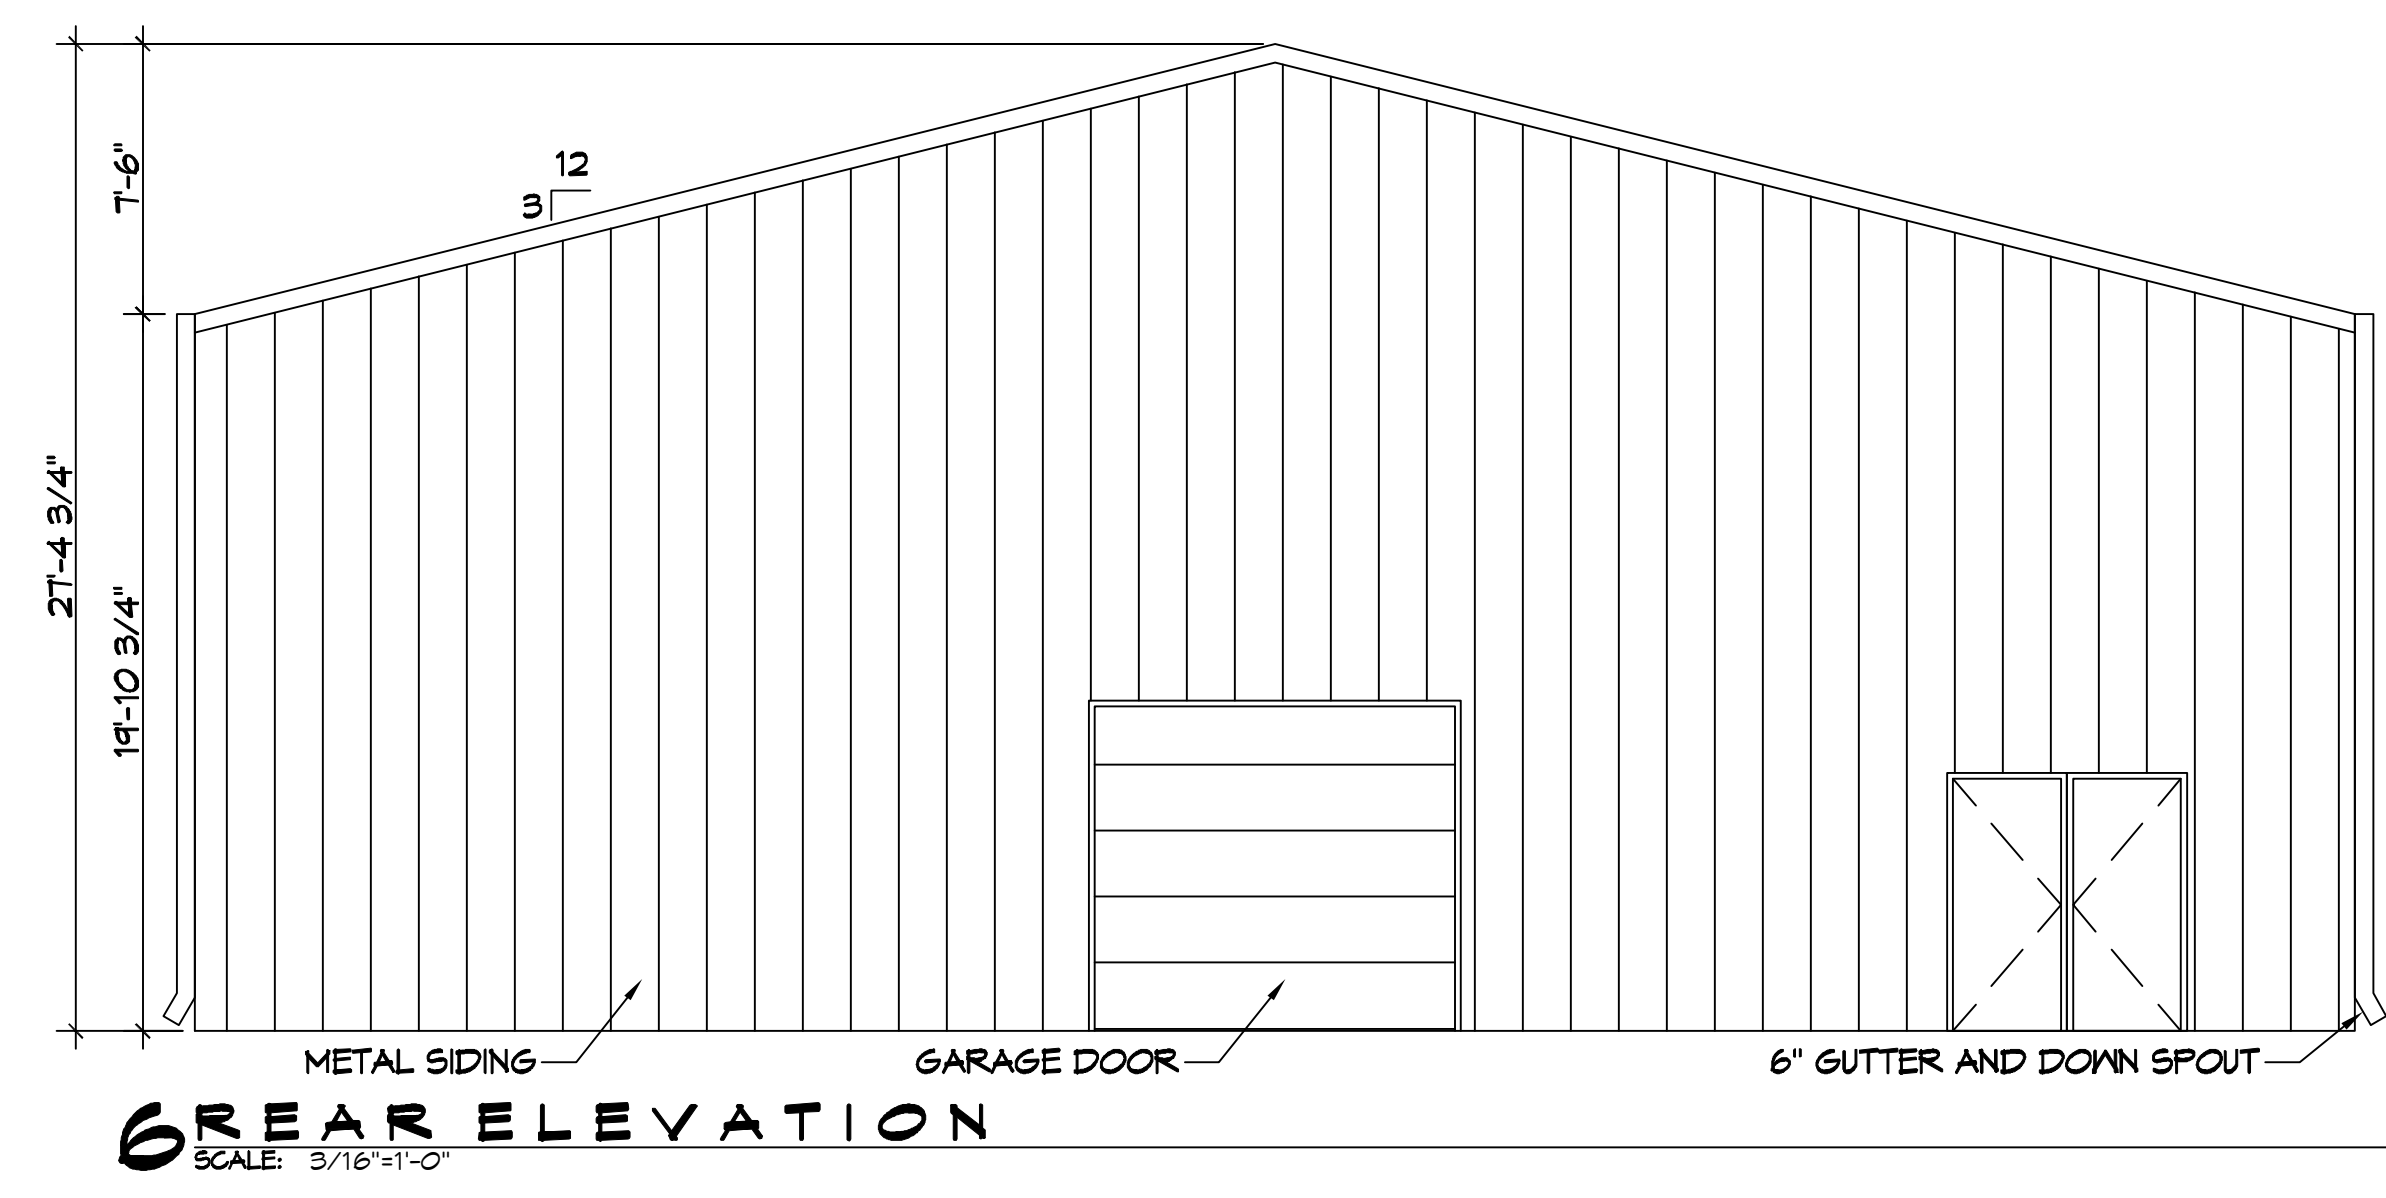 7'-6"
12
3
27'-4 3/4"
19'-10 3/4"
METAL SIDING
GARAGE DOOR
6" GUTTER AND DOWN SPOUT
6 REAR ELEVATION
SCALE: 3/16"=1'-0"